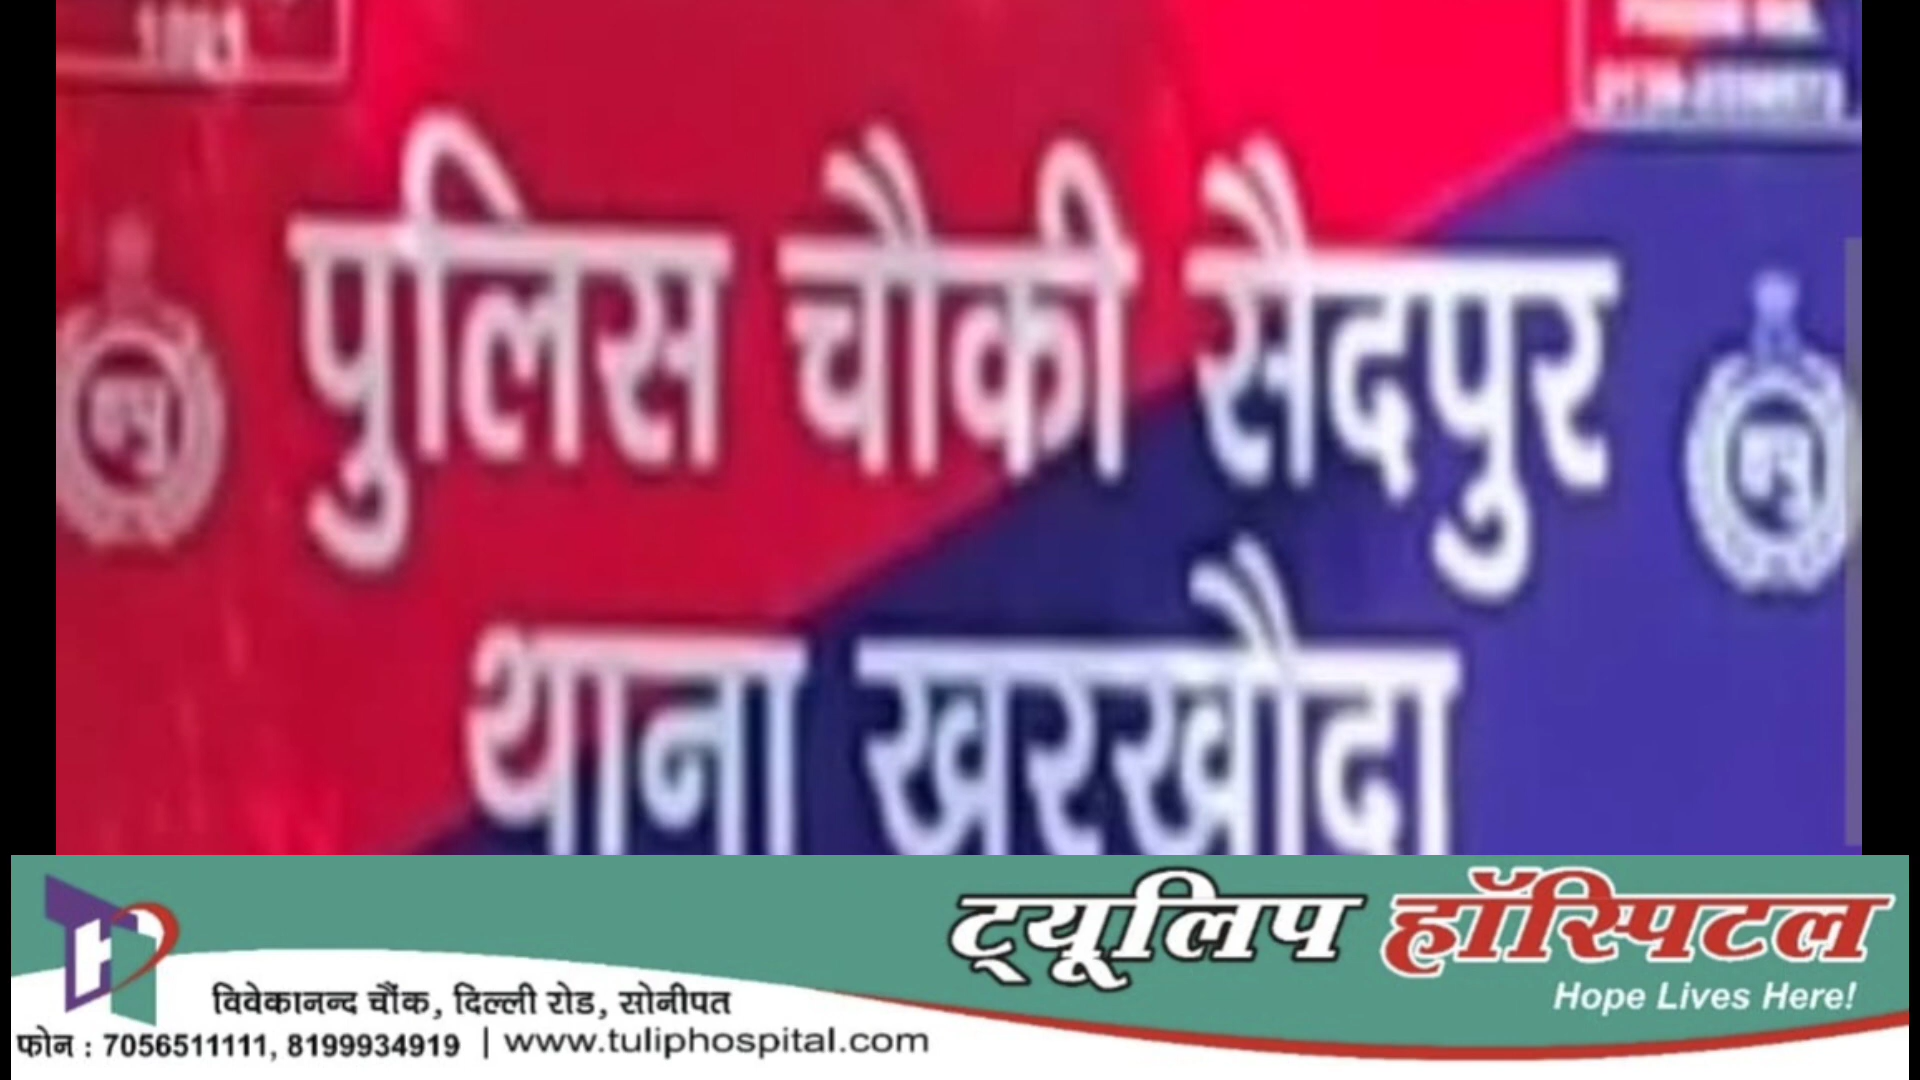 पुलिस चौकी सैदपुर
थाना खरखौदा
ट्यूलिप हॉस्पिटल
Hope Lives Here!
विवेकानन्द चौंक, दिल्ली रोड, सोनीपत
फोन : 7056511111, 8199934919 | www.tuliphospital.com